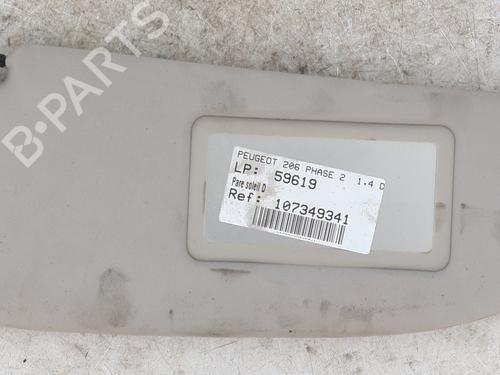 B-PARTS
PEUGEOT 206 PHASE 2 1.4 D
LP: 59619
Pare soleil D
Ref: 107349341